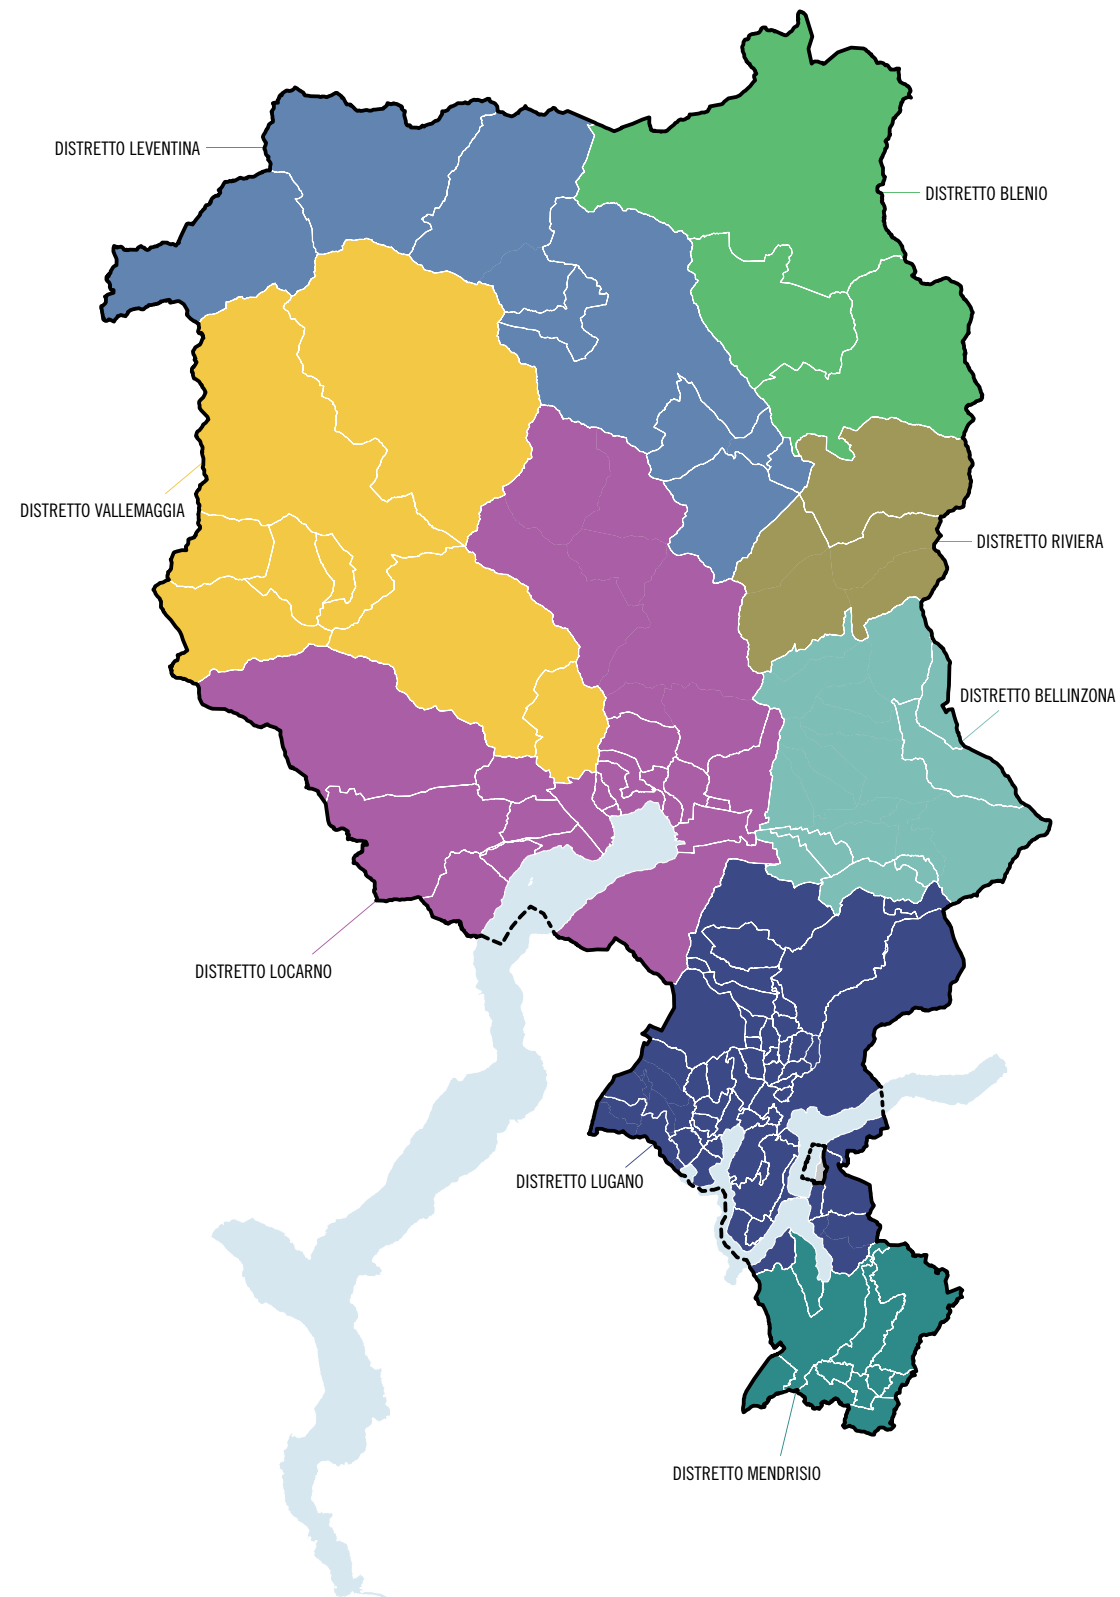 DISTRETTO LEVENTINA
DISTRETTO BLENIO
DISTRETTO VALLEMAGGIA
DISTRETTO RIVIERA
DISTRETTO BELLINZONA
DISTRETTO LOCARNO
DISTRETTO LUGANO
DISTRETTO MENDRISIO